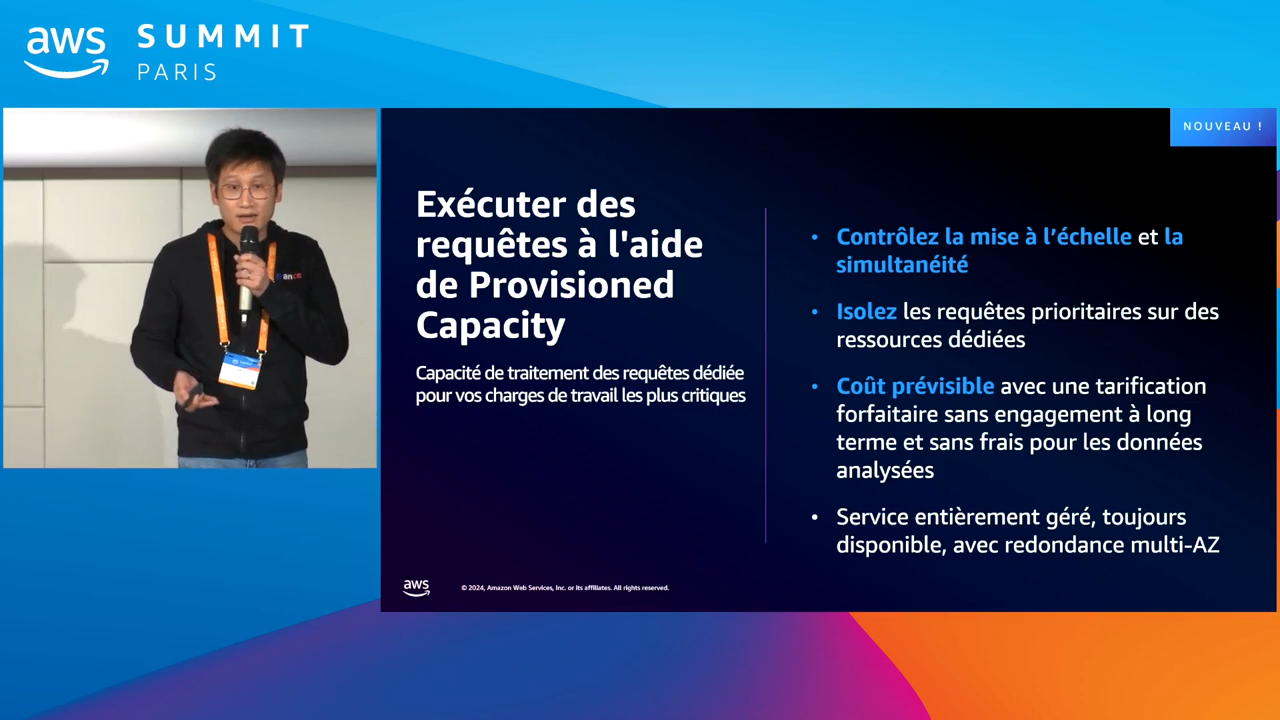 aws SUMMIT
PARIS
NOUVEAU !
Exécuter des
requêtes à l'aide
de Provisioned
Capacity
Capacité de traitement des requêtes dédiée
pour vos charges de travail les plus critiques
• Contrôlez la mise à l’échelle et la
simultanéité
• Isolez les requêtes prioritaires sur des
ressources dédiées
• Coût prévisible avec une tarification
forfaitaire sans engagement à long
terme et sans frais pour les données
analysées
• Service entièrement géré, toujours
disponible, avec redondance multi-AZ
aws
© 2024, Amazon Web Services, Inc. or its affiliates. All rights reserved.